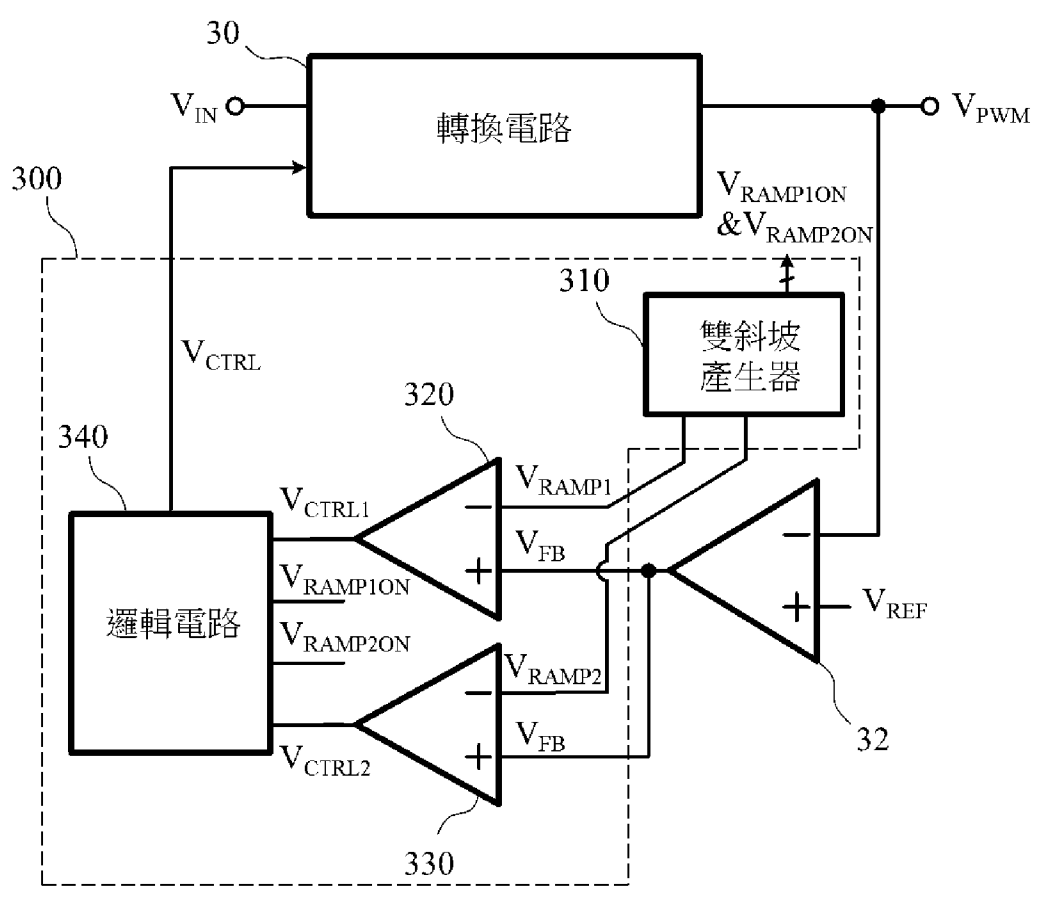 30
V_IN
轉換電路
V_PWM
300
V_RAMP1ON
&V_RAMP2ON
310
雙斜坡
產生器
V_CTRL
320
340
V_RAMP1
V_CTRL1
−
V_FB
+
−
V_RAMP1ON
+
V_REF
邏輯電路
V_RAMP2ON
V_RAMP2
−
32
V_FB
+
V_CTRL2
330